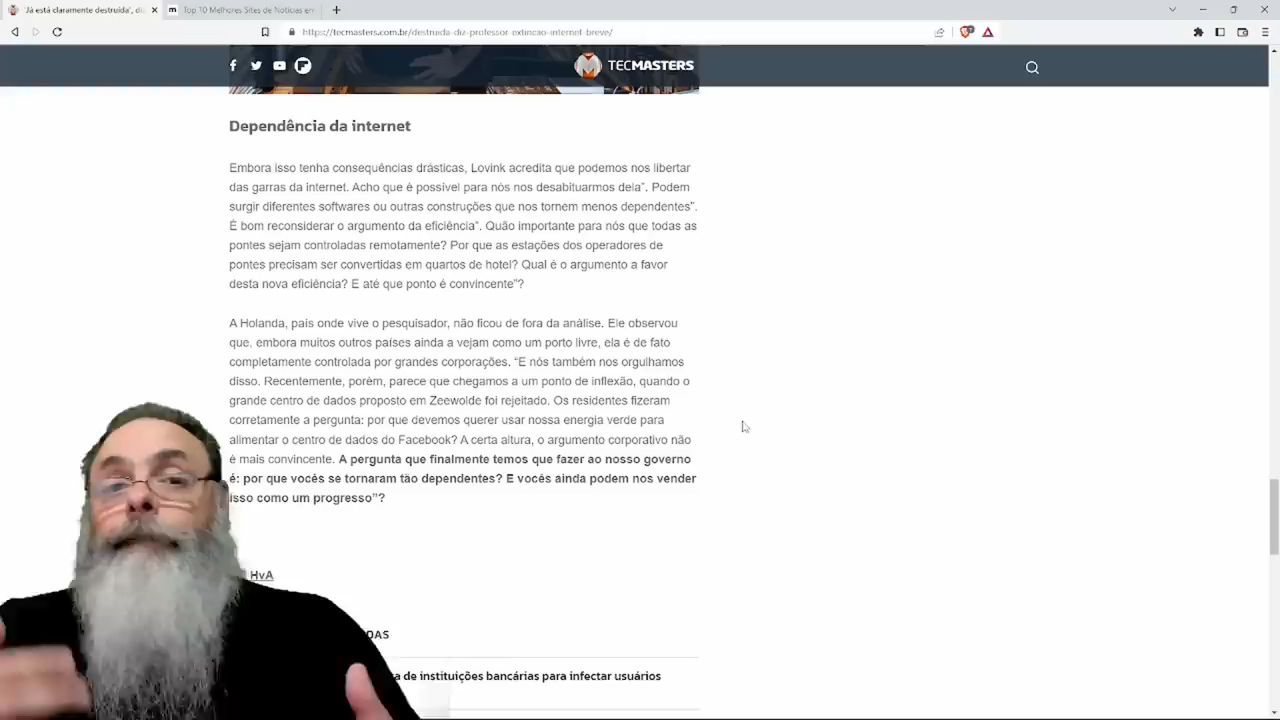 'Já está claramente destruída', di
Top 10 Melhores Sites de Notícias en
https://tecmasters.com.br/destruida-diz-professor-extincao-internet-breve/
TECMASTERS
Dependência da internet
Embora isso tenha consequências drásticas, Lovink acredita que podemos nos libertar
das garras da internet. Acho que é possível para nós nos desabituarmos dela”. Podem
surgir diferentes softwares ou outras construções que nos tornem menos dependentes”.
É bom reconsiderar o argumento da eficiência”. Quão importante para nós que todas as
pontes sejam controladas remotamente? Por que as estações dos operadores de
pontes precisam ser convertidas em quartos de hotel? Qual é o argumento a favor
desta nova eficiência? E até que ponto é convincente”?
A Holanda, país onde vive o pesquisador, não ficou de fora da análise. Ele observou
que, embora muitos outros países ainda a vejam como um porto livre, ela é de fato
completamente controlada por grandes corporações. “E nós também nos orgulhamos
disso. Recentemente, porém, parece que chegamos a um ponto de inflexão, quando o
grande centro de dados proposto em Zeewolde foi rejeitado. Os residentes fizeram
corretamente a pergunta: por que devemos querer usar nossa energia verde para
alimentar o centro de dados do Facebook? A certa altura, o argumento corporativo não
é mais convincente. A pergunta que finalmente temos que fazer ao nosso governo
é: por que vocês se tornaram tão dependentes? E vocês ainda podem nos vender
isso como um progresso”?
HvA
DAS
de instituições bancárias para infectar usuários